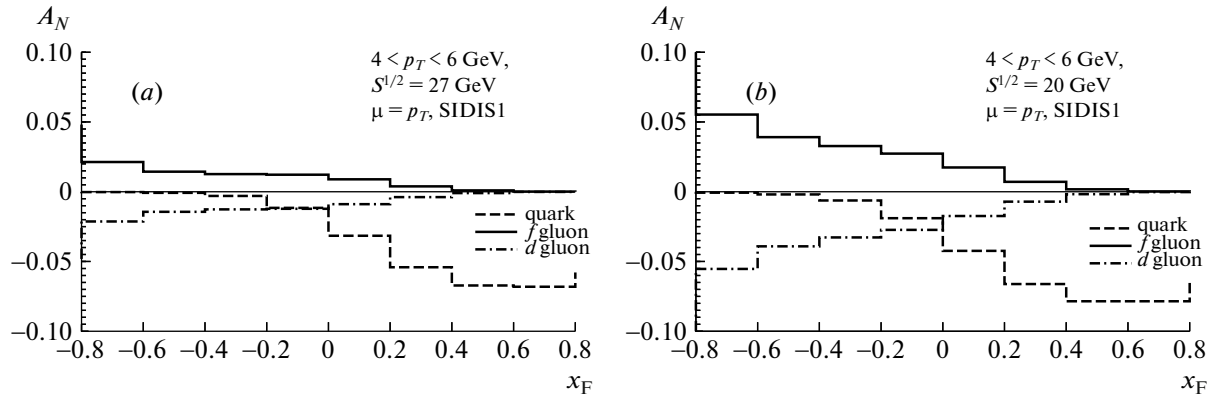 A_N
0.10
4 < p_T < 6 GeV,
(a)
S^{1/2} = 27 GeV
μ = p_T, SIDIS1
0.05
0
quark
f gluon
d gluon
−0.05
−0.10
−0.8 −0.6 −0.4 −0.2 0 0.2 0.4 0.6 0.8
x_F
A_N
0.10
4 < p_T < 6 GeV,
(b)
S^{1/2} = 20 GeV
μ = p_T, SIDIS1
0.05
0
quark
f gluon
d gluon
−0.05
−0.10
−0.8 −0.6 −0.4 −0.2 0 0.2 0.4 0.6 0.8
x_F